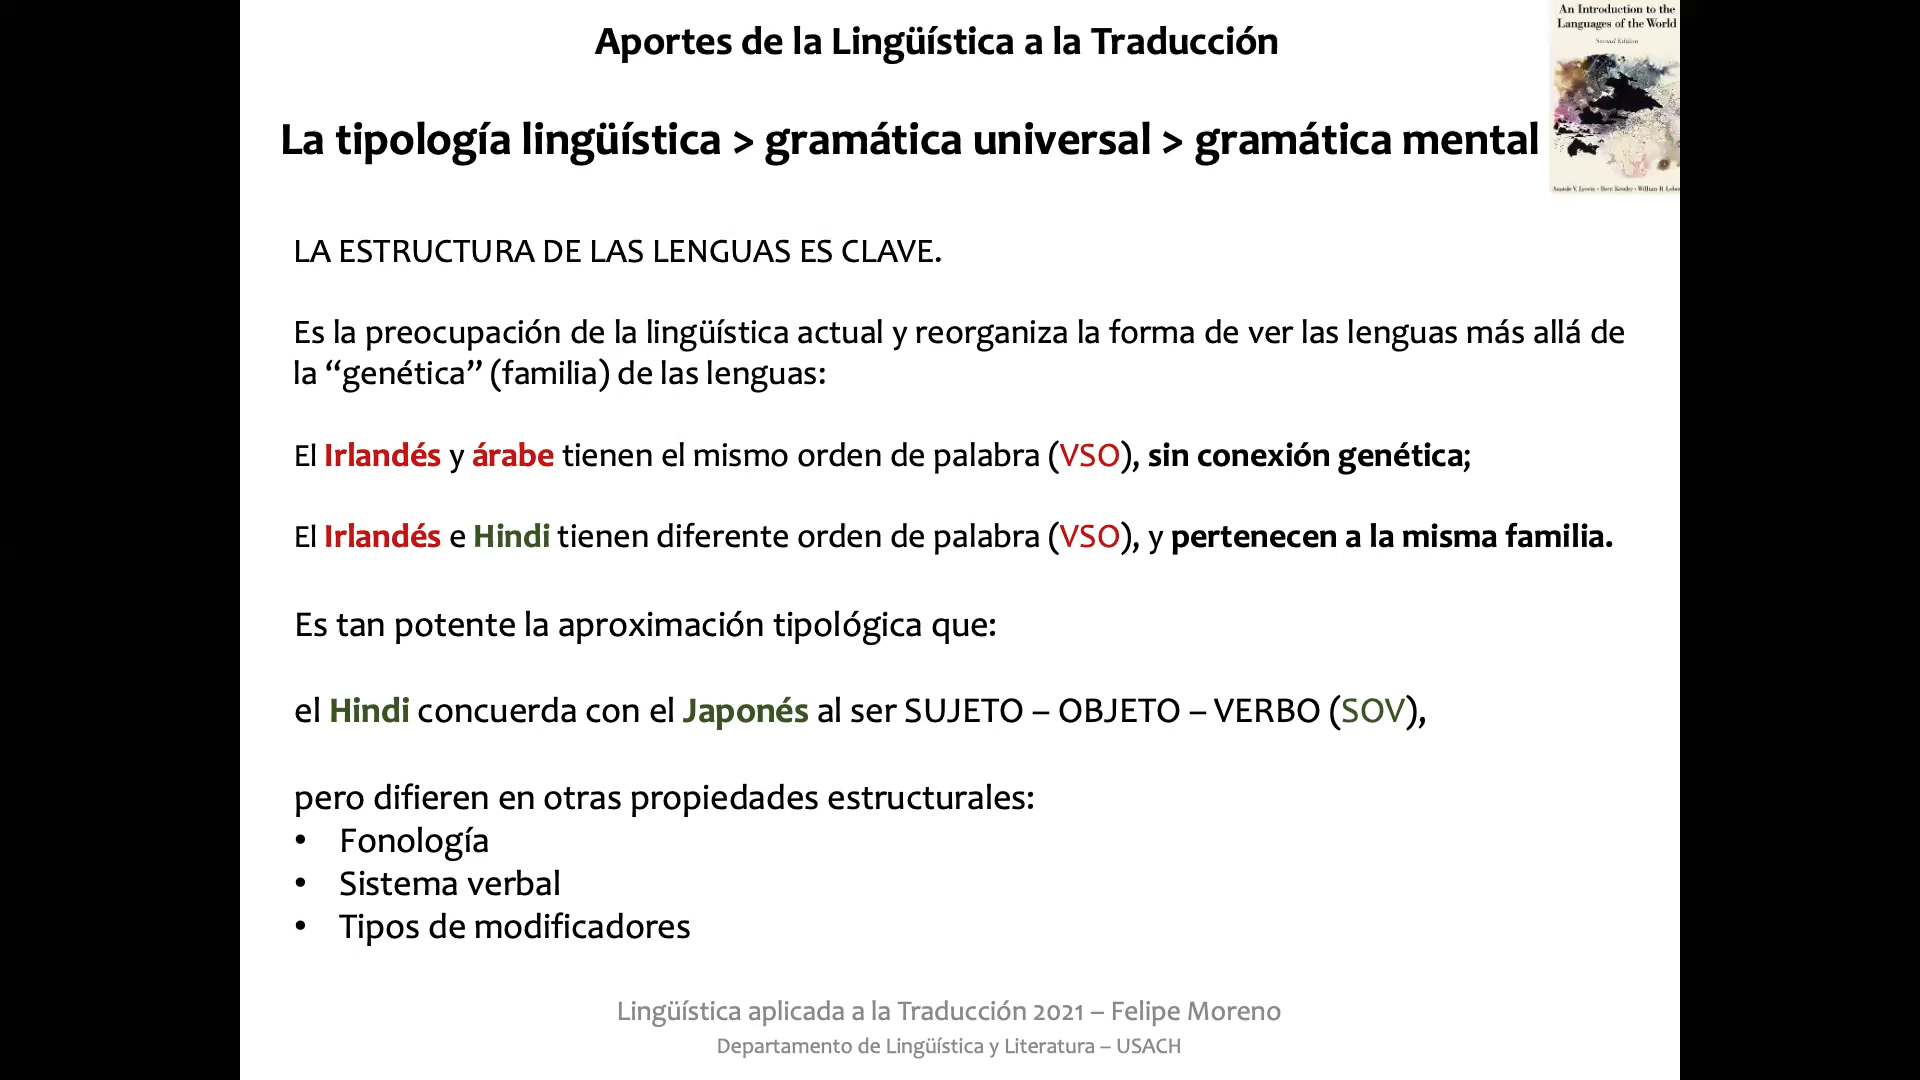 Aportes de la Lingüística a la Traducción
An Introduction to the
Languages of the World
Second Edition
La tipología lingüística > gramática universal > gramática mental
Anatole V. Lyovin • Brett Kessler • William R. Leben
LA ESTRUCTURA DE LAS LENGUAS ES CLAVE.
Es la preocupación de la lingüística actual y reorganiza la forma de ver las lenguas más allá de
la “genética” (familia) de las lenguas:
El Irlandés y árabe tienen el mismo orden de palabra (VSO), sin conexión genética;
El Irlandés e Hindi tienen diferente orden de palabra (VSO), y pertenecen a la misma familia.
Es tan potente la aproximación tipológica que:
el Hindi concuerda con el Japonés al ser SUJETO – OBJETO – VERBO (SOV),
pero difieren en otras propiedades estructurales:
• Fonología
• Sistema verbal
• Tipos de modificadores
Lingüística aplicada a la Traducción 2021 – Felipe Moreno
Departamento de Lingüística y Literatura – USACH